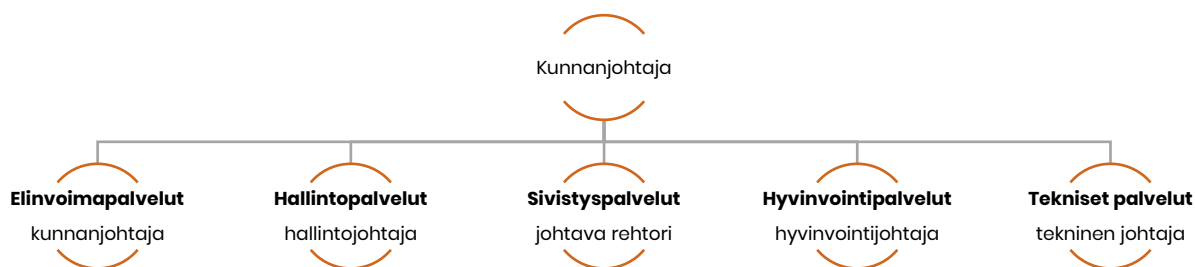 Kunnanjohtaja
Elinvoimapalvelut
kunnanjohtaja
Hallintopalvelut
hallintojohtaja
Sivistyspalvelut
johtava rehtori
Hyvinvointipalvelut
hyvinvointijohtaja
Tekniset palvelut
tekninen johtaja